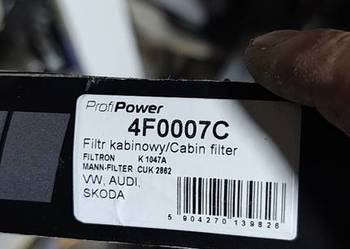 ProfiPower
4F0007C
Filtr kabinowy/Cabin filter
FILTRON K 1047A
MANN-FILTER CUK 2862
VW, AUDI,
SKODA
5 904270 139826